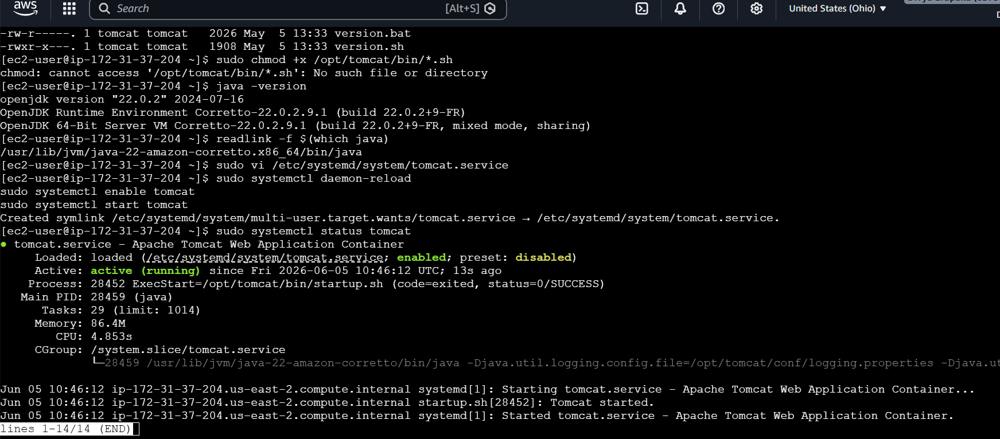 aws
Search [Alt+S] United States (Ohio) ▼
-rw-r-----. 1 tomcat tomcat   2026 May  5 13:33 version.bat
-rwxr-x---. 1 tomcat tomcat   1908 May  5 13:33 version.sh
[ec2-user@ip-172-31-37-204 ~]$ sudo chmod +x /opt/tomcat/bin/*.sh
chmod: cannot access '/opt/tomcat/bin/*.sh': No such file or directory
[ec2-user@ip-172-31-37-204 ~]$ java -version
openjdk version "22.0.2" 2024-07-16
OpenJDK Runtime Environment Corretto-22.0.2.9.1 (build 22.0.2+9-FR)
OpenJDK 64-Bit Server VM Corretto-22.0.2.9.1 (build 22.0.2+9-FR, mixed mode, sharing)
[ec2-user@ip-172-31-37-204 ~]$ readlink -f $(which java)
/usr/lib/jvm/java-22-amazon-corretto.x86_64/bin/java
[ec2-user@ip-172-31-37-204 ~]$ sudo vi /etc/systemd/system/tomcat.service
[ec2-user@ip-172-31-37-204 ~]$ sudo systemctl daemon-reload
sudo systemctl enable tomcat
sudo systemctl start tomcat
Created symlink /etc/systemd/system/multi-user.target.wants/tomcat.service → /etc/systemd/system/tomcat.service.
[ec2-user@ip-172-31-37-204 ~]$ sudo systemctl status tomcat
● tomcat.service - Apache Tomcat Web Application Container
     Loaded: loaded (/etc/systemd/system/tomcat.service; enabled; preset: disabled)
     Active: active (running) since Fri 2026-06-05 10:46:12 UTC; 13s ago
    Process: 28452 ExecStart=/opt/tomcat/bin/startup.sh (code=exited, status=0/SUCCESS)
   Main PID: 28459 (java)
      Tasks: 29 (limit: 1014)
     Memory: 86.4M
        CPU: 4.853s
     CGroup: /system.slice/tomcat.service
             └─28459 /usr/lib/jvm/java-22-amazon-corretto/bin/java -Djava.util.logging.config.file=/opt/tomcat/conf/logging.properties -Djava.ut
Jun 05 10:46:12 ip-172-31-37-204.us-east-2.compute.internal systemd[1]: Starting tomcat.service - Apache Tomcat Web Application Container...
Jun 05 10:46:12 ip-172-31-37-204.us-east-2.compute.internal startup.sh[28452]: Tomcat started.
Jun 05 10:46:12 ip-172-31-37-204.us-east-2.compute.internal systemd[1]: Started tomcat.service - Apache Tomcat Web Application Container.
lines 1-14/14 (END)